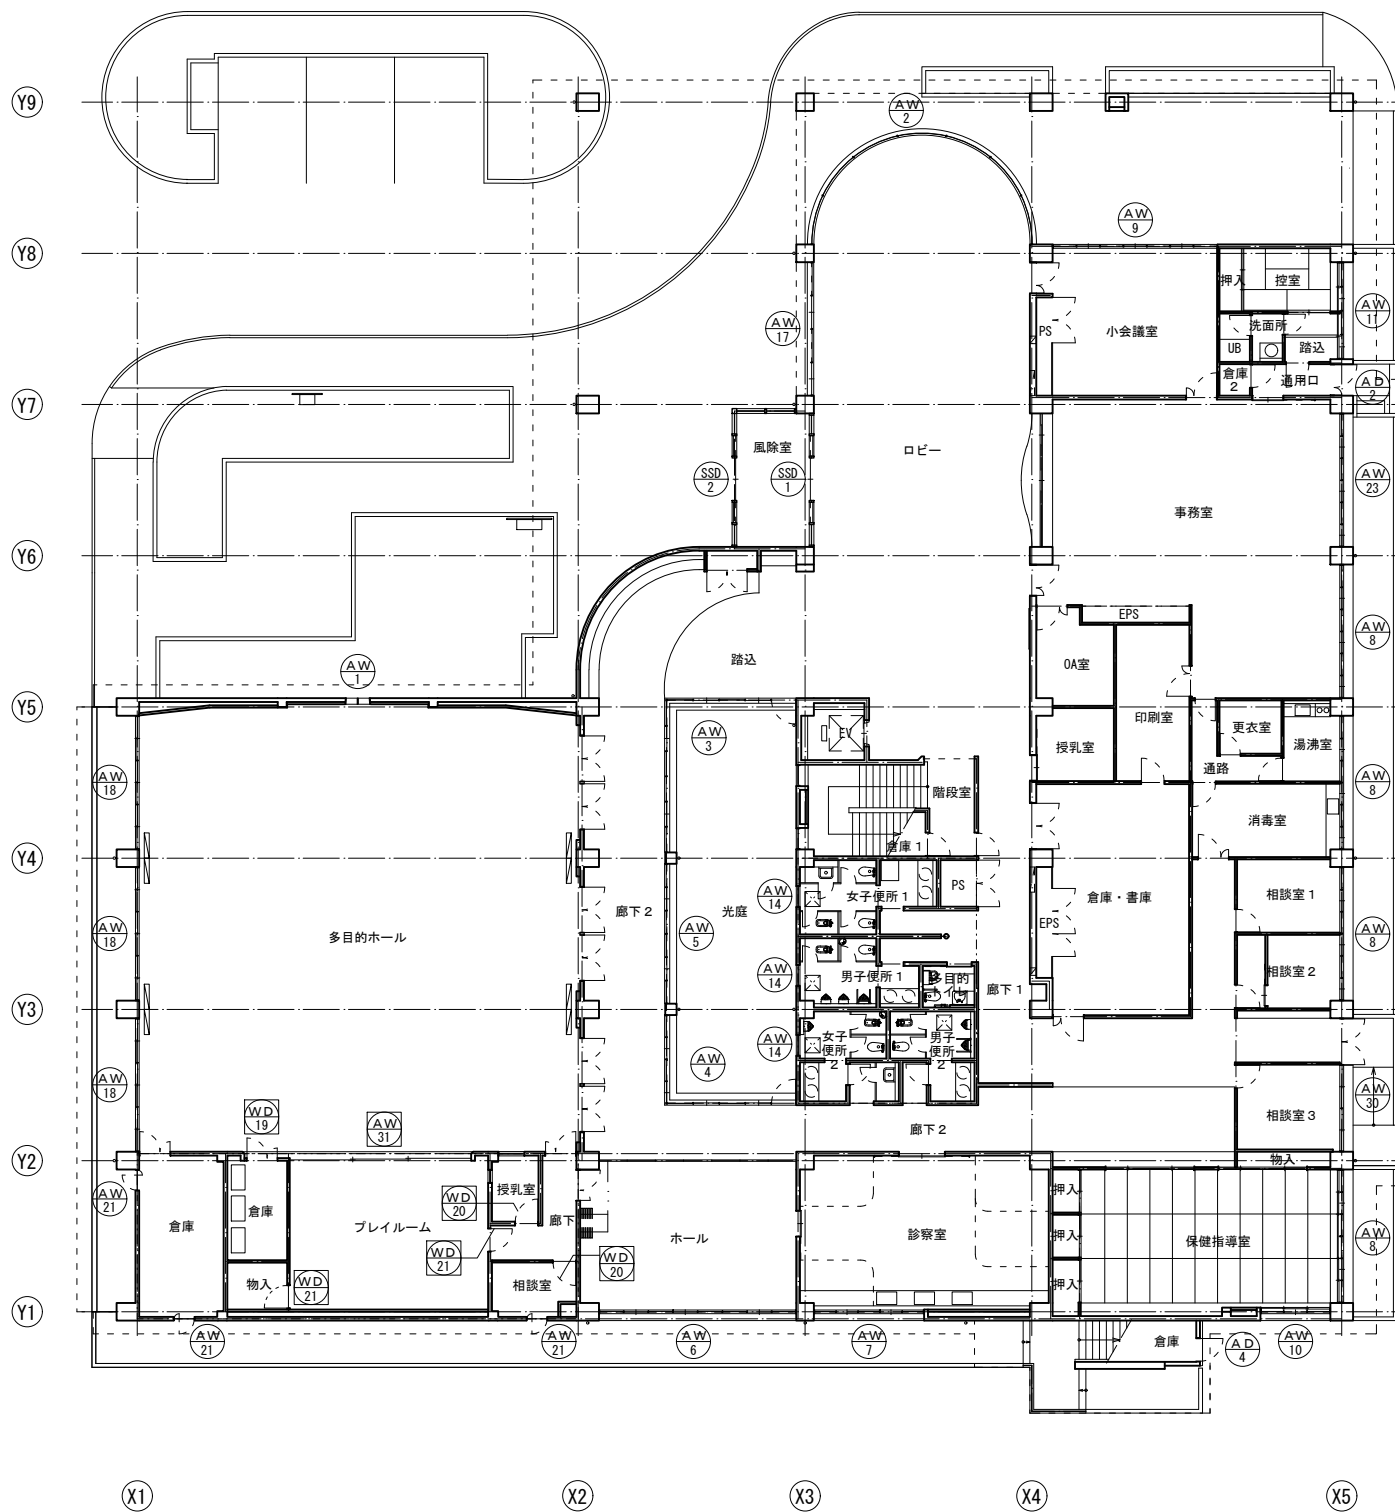 Y9
AW
2
AW
9
Y8
押入
控室
AW
11
AW
17
PS
小会議室
洗面所
UB
踏込
倉庫
2
通用口
AD
2
Y7
風除室
ロビー
SSD
2
SSD
1
AW
23
事務室
Y6
EPS
AW
8
踏込
OA室
AW
1
Y5
AW
3
EV
授乳室
印刷室
更衣室
湯沸室
通路
AW
18
階段室
AW
8
消毒室
倉庫1
Y4
AW
14
女子便所1
PS
倉庫・書庫
相談室1
AW
18
多目的ホール
廊下2
AW
5
光庭
EPS
AW
8
AW
14
男子便所1
多目的
トイレ
廊下1
相談室2
Y3
AW
14
女子
便所
2
男子
便所
2
AW
4
AW
18
AW
30
WD
19
AW
31
相談室3
廊下2
Y2
物入
AW
21
授乳室
WD
20
押入
倉庫
倉庫
プレイルーム
廊下
ホール
診察室
押入
保健指導室
AW
8
WD
21
WD
20
物入
WD
21
相談室
押入
Y1
AW
21
AW
21
AW
6
AW
7
倉庫
AD
4
AW
10
X1
X2
X3
X4
X5